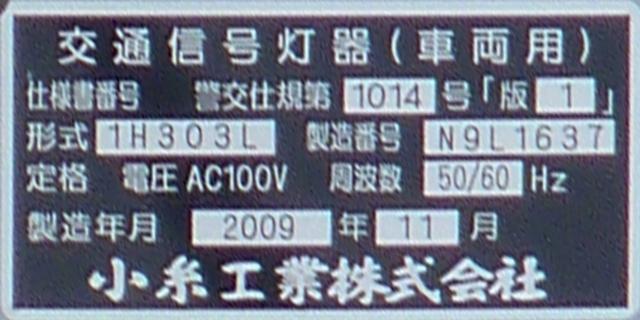 交通信号灯器(車両用)
仕様書番号 警交仕規第 1014 号「版 1 」
形式 1H303L 製造番号 N9L1637
定格 電圧 AC100V 周波数 50/60 Hz
製造年月 2009 年 11 月
小糸工業株式会社